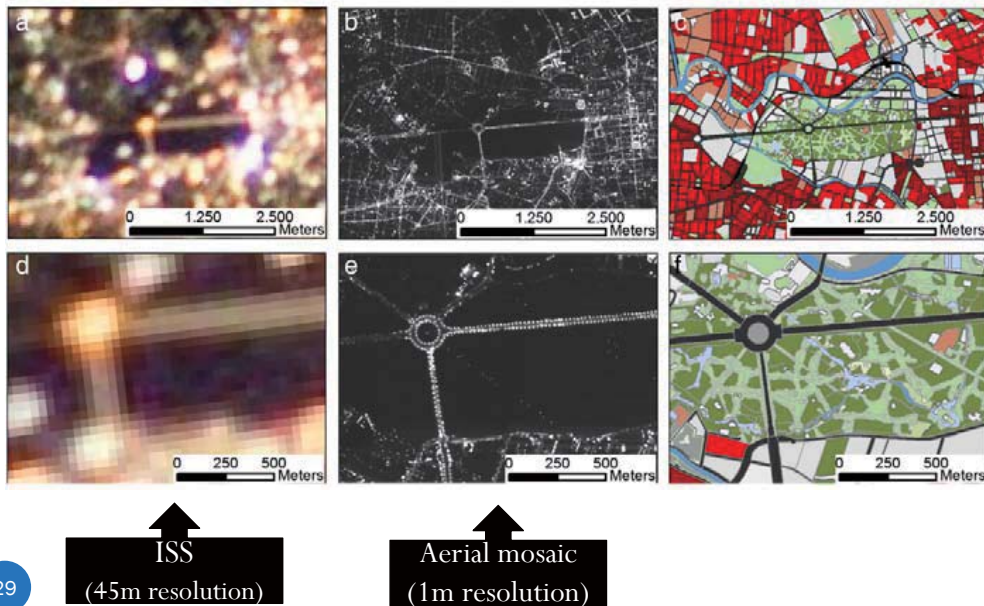 a
b
c
0 1.250 2.500
Meters
0 1.250 2.500
Meters
0 1.250 2.500
Meters
d
e
f
0 250 500
Meters
0 250 500
Meters
0 250 500
Meters
ISS
(45m resolution)
Aerial mosaic
(1m resolution)
29